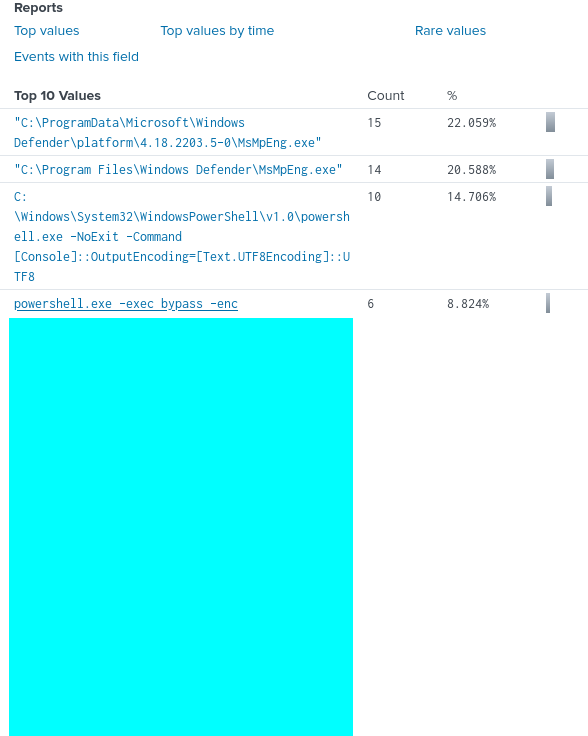 Reports
Top values Top values by time Rare values
Events with this field
Top 10 Values Count %
"C:\ProgramData\Microsoft\Windows 15 22.059%
Defender\platform\4.18.2203.5-0\MsMpEng.exe"
"C:\Program Files\Windows Defender\MsMpEng.exe" 14 20.588%
C: 10 14.706%
\Windows\System32\WindowsPowerShell\v1.0\powersh
ell.exe -NoExit -Command
[Console]::OutputEncoding=[Text.UTF8Encoding]::U
TF8
powershell.exe -exec bypass -enc 6 8.824%